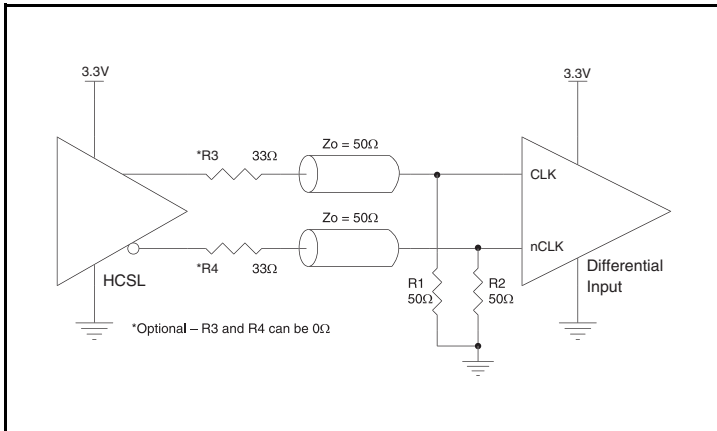 3.3V
3.3V
*R3
33Ω
Zo = 50Ω
CLK
Zo = 50Ω
nCLK
*R4
33Ω
HCSL
R1
50Ω
R2
50Ω
Differential
Input
*Optional – R3 and R4 can be 0Ω